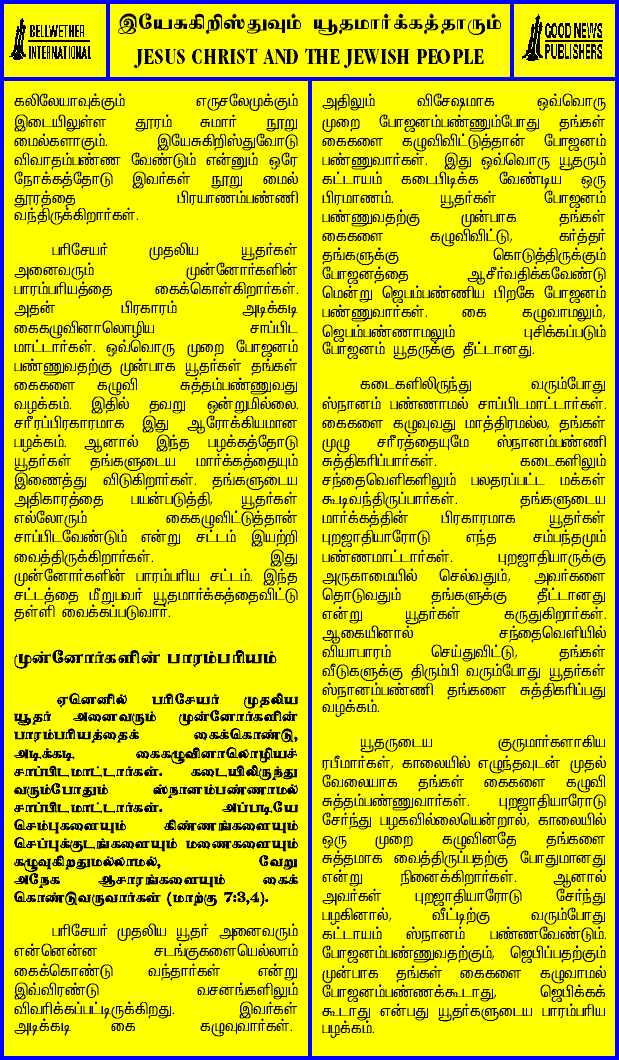 BELLWETHER
INTERNATIONAL
இயேசுகிறிஸ்துவும் யூதமார்க்கத்தாரும்
JESUS CHRIST AND THE JEWISH PEOPLE
GOOD NEWS
PUBLISHERS
கலிலேயாவுக்கும் எருசலேமுக்கும்
இடையிலுள்ள தூரம் சுமார் நூறு
மைல்களாகும். இயேசுகிறிஸ்துவோடு
விவாதம்பண்ண வேண்டும் என்னும் ஒரே
நோக்கத்தோடு இவர்கள் நூறு மைல்
தூரத்தை பிரயாணம்பண்ணி
வந்திருக்கிறார்கள்.
பரிசேயர் முதலிய யூதர்கள்
அனைவரும் முன்னோர்களின்
பாரம்பரியத்தை கைக்கொள்கிறார்கள்.
அதன் பிரகாரம் அடிக்கடி
கைகழுவினாலொழிய சாப்பிட
மாட்டார்கள். ஒவ்வொரு முறை போஜனம்
பண்ணுவதற்கு முன்பாக யூதர்கள் தங்கள்
கைகளை கழுவி சுத்தம்பண்ணுவது
வழக்கம். இதில் தவறு ஒன்றுமில்லை.
சரீரப்பிரகாரமாக இது ஆரோக்கியமான
பழக்கம். ஆனால் இந்த பழக்கத்தோடு
யூதர்கள் தங்களுடைய மார்க்கத்தையும்
இணைத்து விடுகிறார்கள். தங்களுடைய
அதிகாரத்தை பயன்படுத்தி, யூதர்கள்
எல்லோரும் கைகழுவிட்டுத்தான்
சாப்பிடவேண்டும் என்று சட்டம் இயற்றி
வைத்திருக்கிறார்கள். இது
முன்னோர்களின் பாரம்பரிய சட்டம். இந்த
சட்டத்தை மீறுபவர் யூதமார்க்கத்தைவிட்டு
தள்ளி வைக்கப்படுவார்.
முன்னோர்களின் பாரம்பரியம்
ஏனெனில் பரிசேயர் முதலிய
யூதர் அனைவரும் முன்னோர்களின்
பாரம்பரியத்தைக் கைக்கொண்டு,
அடிக்கடி கைகழுவினாலொழியச்
சாப்பிடமாட்டார்கள். கடையிலிருந்து
வரும்போதும் ஸ்நானம்பண்ணாமல்
சாப்பிடமாட்டார்கள். அப்படியே
செம்புகளையும் கிண்ணங்களையும்
செப்புக்குடங்களையும் மணைகளையும்
கழுவுகிறதுமல்லாமல், வேறு
அநேக ஆசாரங்களையும் கைக்
கொண்டுவருவார்கள் (மாற்கு 7:3,4).
பரிசேயர் முதலிய யூதர் அனைவரும்
என்னென்ன சடங்குகளையெல்லாம்
கைக்கொண்டு வந்தார்கள் என்று
இவ்விரண்டு வசனங்களிலும்
விவரிக்கப்பட்டிருக்கிறது. இவர்கள்
அடிக்கடி கை கழுவுவார்கள்.
அதிலும் விசேஷமாக ஒவ்வொரு
முறை போஜனம்பண்ணும்போது தங்கள்
கைகளை கழுவிவிட்டுத்தான் போஜனம்
பண்ணுவார்கள். இது ஒவ்வொரு யூதரும்
கட்டாயம் கடைபிடிக்க வேண்டிய ஒரு
பிரமாணம். யூதர்கள் போஜனம்
பண்ணுவதற்கு முன்பாக தங்கள்
கைகளை கழுவிவிட்டு, கர்த்தர்
தங்களுக்கு கொடுத்திருக்கும்
போஜனத்தை ஆசீர்வதிக்கவேண்டு
மென்று ஜெபம்பண்ணிய பிறகே போஜனம்
பண்ணுவார்கள். கை கழுவாமலும்,
ஜெபம்பண்ணாமலும் புசிக்கப்படும்
போஜனம் யூதருக்கு தீட்டானது.
கடைகளிலிருந்து வரும்போது
ஸ்நானம் பண்ணாமல் சாப்பிடமாட்டார்கள்.
கைகளை கழுவுவது மாத்திரமல்ல, தங்கள்
முழு சரீரத்தையுமே ஸ்நானம்பண்ணி
சுத்திகரிப்பார்கள். கடைகளிலும்
சந்தைவெளிகளிலும் பலதரப்பட்ட மக்கள்
கூடிவந்திருப்பார்கள். தங்களுடைய
மார்க்கத்தின் பிரகாரமாக யூதர்கள்
புறஜாதியாரோடு எந்த சம்பந்தமும்
பண்ணமாட்டார்கள். புறஜாதியாருக்கு
அருகாமையில் செல்வதும், அவர்களை
தொடுவதும் தங்களுக்கு தீட்டானது
என்று யூதர்கள் கருதுகிறார்கள்.
ஆகையினால் சந்தைவெளியில்
வியாபாரம் செய்துவிட்டு, தங்கள்
வீடுகளுக்கு திரும்பி வரும்போது யூதர்கள்
ஸ்நானம்பண்ணி தங்களை சுத்திகரிப்பது
வழக்கம்.
யூதருடைய குருமார்களாகிய
ரபீமார்கள், காலையில் எழுந்தவுடன் முதல்
வேலையாக தங்கள் கைகளை கழுவி
சுத்தம்பண்ணுவார்கள். புறஜாதியாரோடு
சேர்ந்து பழகவில்லையென்றால், காலையில்
ஒரு முறை கழுவினதே தங்களை
சுத்தமாக வைத்திருப்பதற்கு போதுமானது
என்று நினைக்கிறார்கள். ஆனால்
அவர்கள் புறஜாதியாரோடு சேர்ந்து
பழகினால், வீட்டிற்கு வரும்போது
கட்டாயம் ஸ்நானம் பண்ணவேண்டும்.
போஜனம்பண்ணுவதற்கும், ஜெபிப்பதற்கும்
முன்பாக தங்கள் கைகளை கழுவாமல்
போஜனம்பண்ணக்கூடாது, ஜெபிக்கக்
கூடாது என்பது யூதர்களுடைய பாரம்பரிய
பழக்கம்.